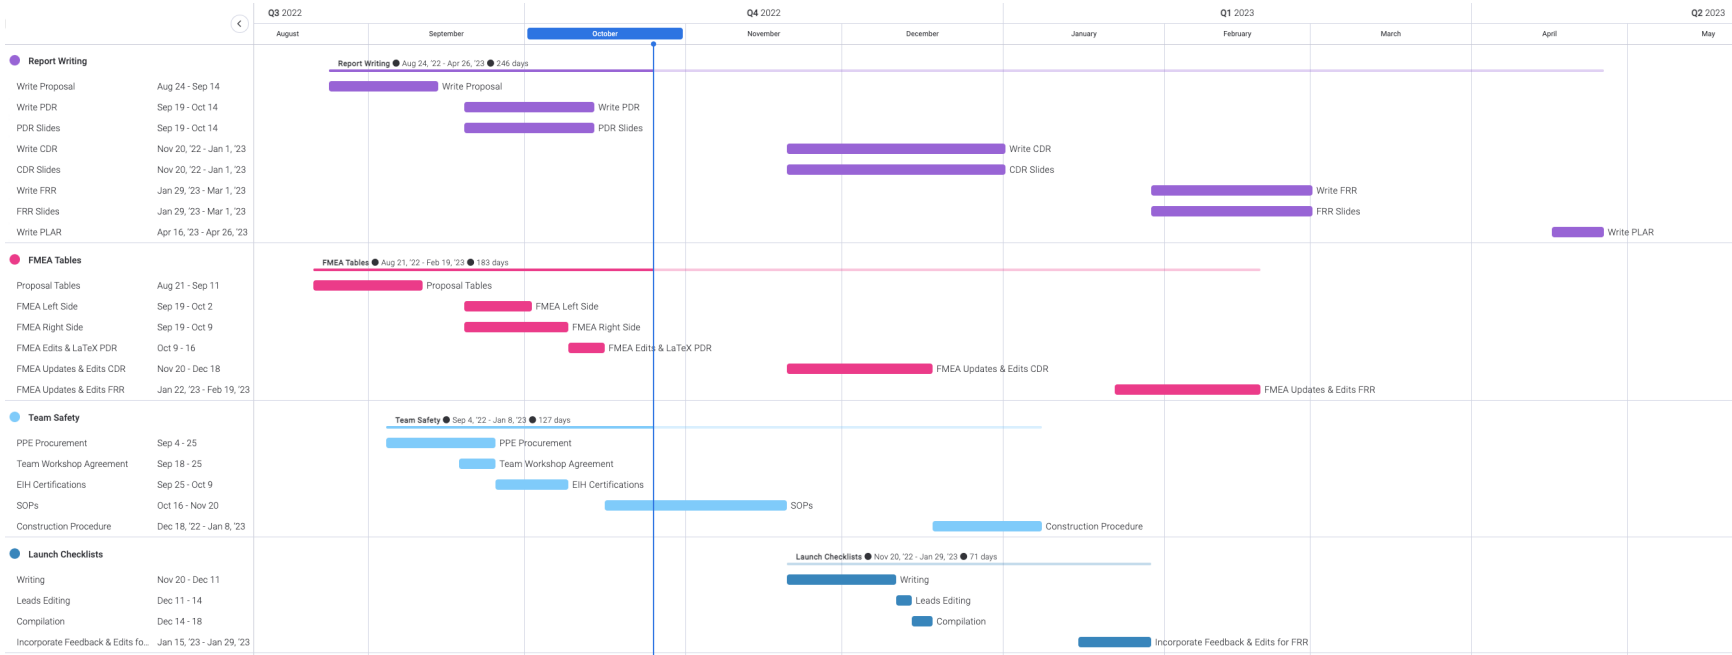 Q3 2022 Q4 2022 Q1 2023 Q2 2023
August September October November December January February March April May
Report Writing
Report Writing ● Aug 24, '22 - Apr 26, '23 ● 246 days
Write Proposal Aug 24 - Sep 14 Write Proposal
Write PDR Sep 19 - Oct 14 Write PDR
PDR Slides Sep 19 - Oct 14 PDR Slides
Write CDR Nov 20, '22 - Jan 1, '23 Write CDR
CDR Slides Nov 20, '22 - Jan 1, '23 CDR Slides
Write FRR Jan 29, '23 - Mar 1, '23 Write FRR
FRR Slides Jan 29, '23 - Mar 1, '23 FRR Slides
Write PLAR Apr 16, '23 - Apr 26, '23 Write PLAR
FMEA Tables
FMEA Tables ● Aug 21, '22 - Feb 19, '23 ● 183 days
Proposal Tables Aug 21 - Sep 11 Proposal Tables
FMEA Left Side Sep 19 - Oct 2 FMEA Left Side
FMEA Right Side Sep 19 - Oct 9 FMEA Right Side
FMEA Edits & LaTeX PDR Oct 9 - 16 FMEA Edits & LaTeX PDR
FMEA Updates & Edits CDR Nov 20 - Dec 18 FMEA Updates & Edits CDR
FMEA Updates & Edits FRR Jan 22, '23 - Feb 19, '23 FMEA Updates & Edits FRR
Team Safety
Team Safety ● Sep 4, '22 - Jan 8, '23 ● 127 days
PPE Procurement Sep 4 - 25 PPE Procurement
Team Workshop Agreement Sep 18 - 25 Team Workshop Agreement
EIH Certifications Sep 25 - Oct 9 EIH Certifications
SOPs Oct 16 - Nov 20 SOPs
Construction Procedure Dec 18, '22 - Jan 8, '23 Construction Procedure
Launch Checklists
Launch Checklists ● Nov 20, '22 - Jan 29, '23 ● 71 days
Writing Nov 20 - Dec 11 Writing
Leads Editing Dec 11 - 14 Leads Editing
Compilation Dec 14 - 18 Compilation
Incorporate Feedback & Edits fo... Jan 15, '23 - Jan 29, '23 Incorporate Feedback & Edits for FRR